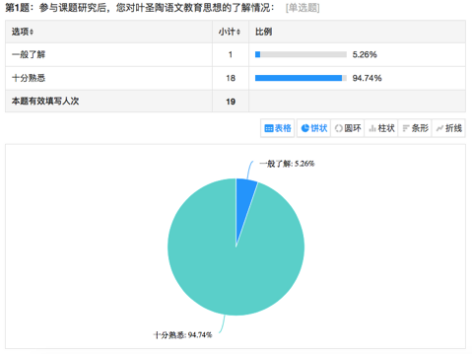 第1题：参与课题研究后，您对叶圣陶语文教育思想的了解情况： [单选题]
选项 小计 比例
一般了解 1 5.26%
十分熟悉 18 94.74%
本题有效填写人次 19
表格 饼状 圆环 柱状 条形 折线
一般了解: 5.26%
十分熟悉: 94.74%